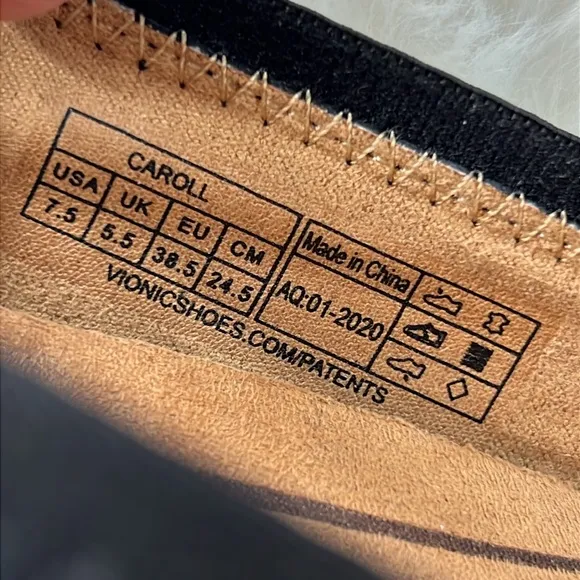 CAROLL
USA UK EU CM
7.5 5.5 38.5 24.5
Made in China
AQ:01-2020
VIONICSHOES.COM/PATENTS